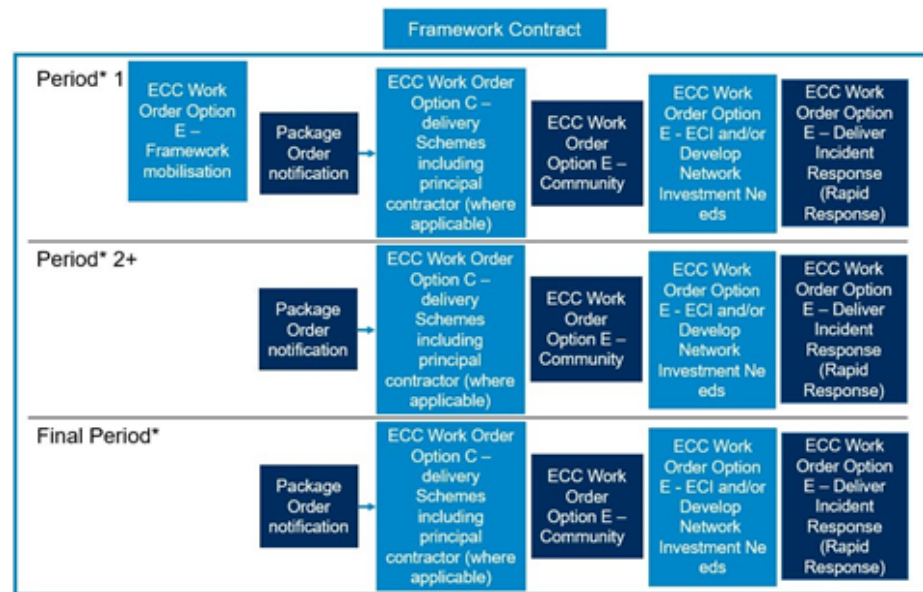 Framework Contract
Period* 1
ECC Work
Order Option
E –
Framework
mobilisation
Package
Order
notification
ECC Work Order
Option C –
delivery
Schemes
including
principal
contractor (where
applicable)
ECC Work
Order
Option E –
Community
ECC Work
Order Option
E - ECI and/or
Develop
Network
Investment Ne
eds
ECC Work
Order Option
E – Deliver
Incident
Response
(Rapid
Response)
Period* 2+
Package
Order
notification
ECC Work Order
Option C –
delivery
Schemes
including
principal
contractor (where
applicable)
ECC Work
Order
Option E –
Community
ECC Work
Order Option
E - ECI and/or
Develop
Network
Investment Ne
eds
ECC Work
Order Option
E – Deliver
Incident
Response
(Rapid
Response)
Final Period*
Package
Order
notification
ECC Work Order
Option C –
delivery
Schemes
including
principal
contractor (where
applicable)
ECC Work
Order
Option E –
Community
ECC Work
Order Option
E - ECI and/or
Develop
Network
Investment Ne
eds
ECC Work
Order Option
E – Deliver
Incident
Response
(Rapid
Response)